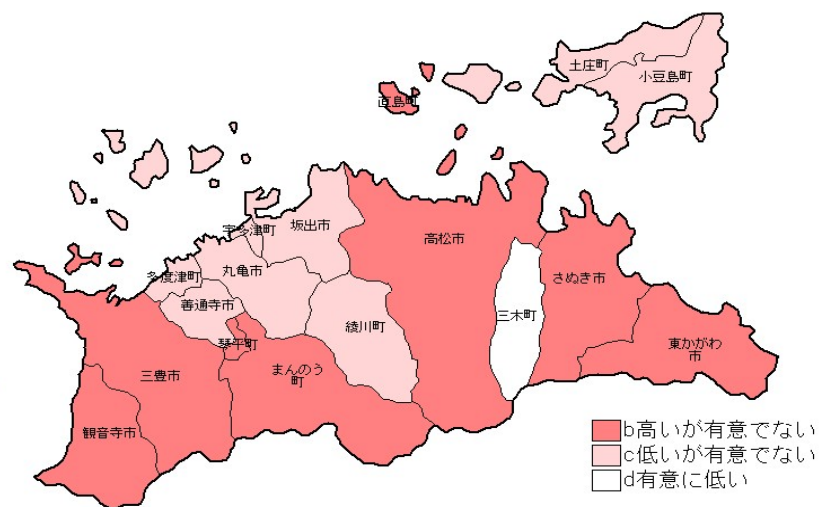 土庄町
小豆島町
直島町
宇多津町
坂出市
高松市
多度津町
丸亀市
さぬき市
善通寺市
三木町
綾川町
琴平町
東かがわ
市
三豊市
まんのう
町
観音寺市
b高いが有意でない
c低いが有意でない
d有意に低い